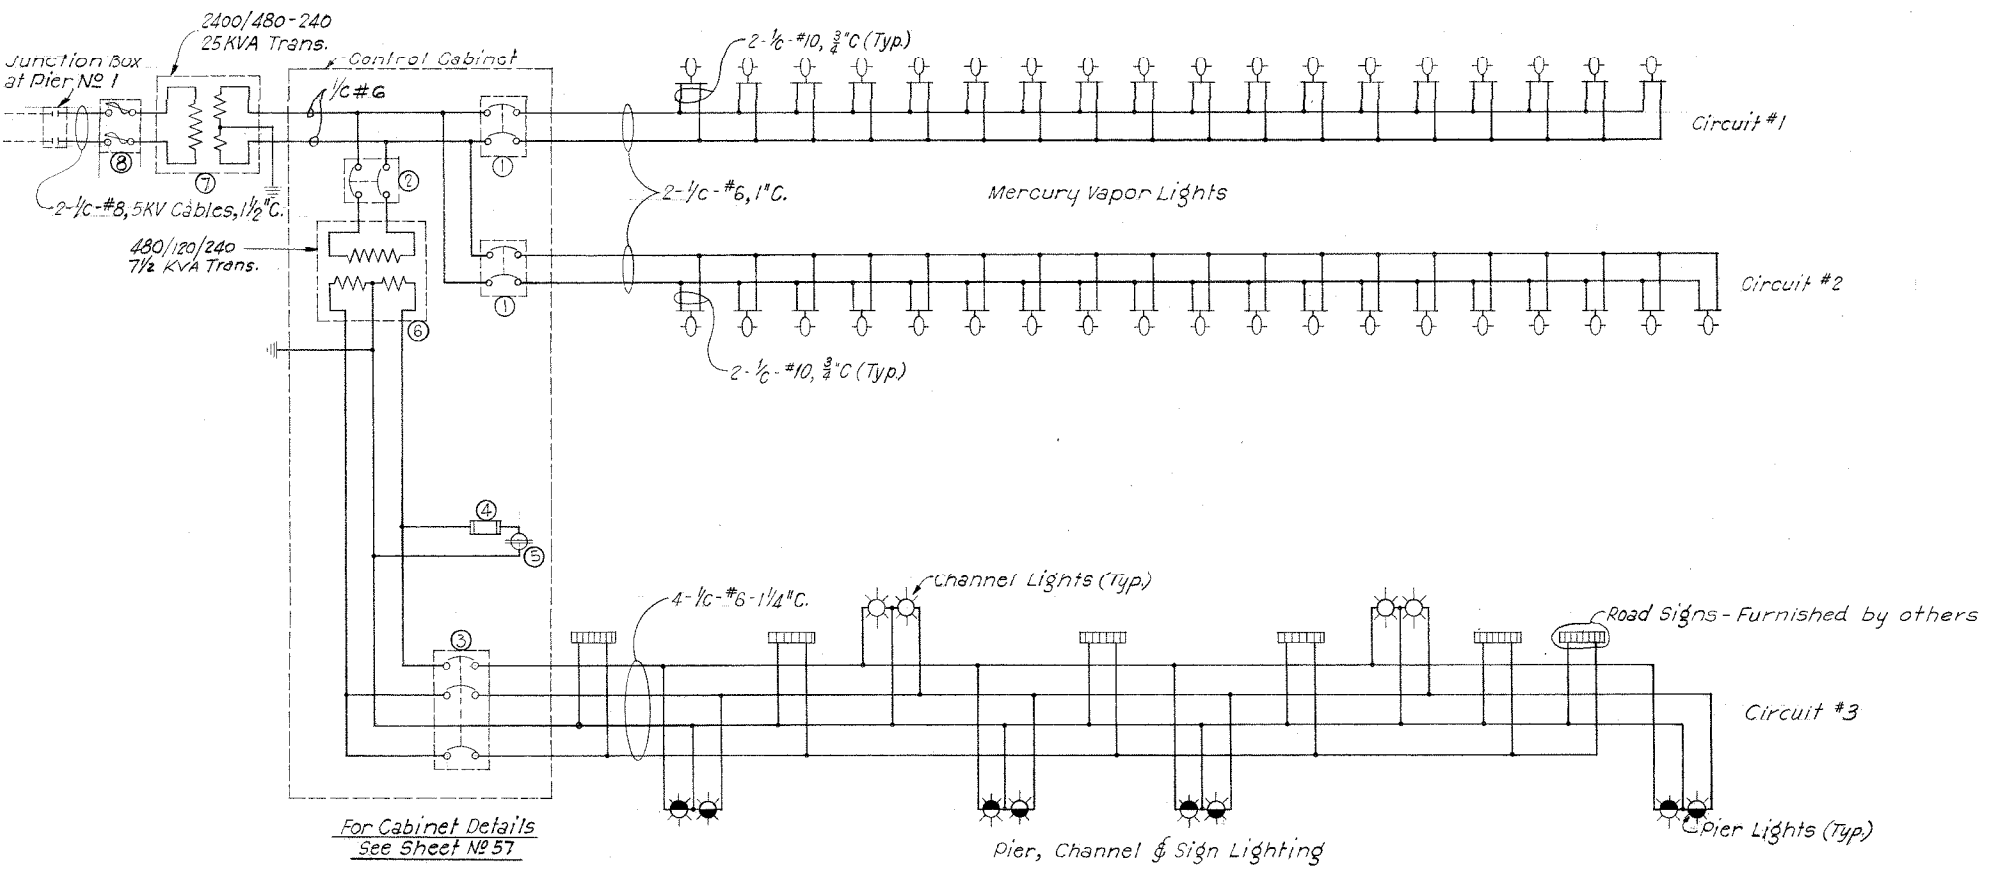 2400/480-240
25 KVA Trans.
Junction Box
at Pier Nº 1
Control Cabinet
1/C #6
2-1/C-#10, 3/4"C (Typ.)
Circuit #1
8
7
2
1
2-1/C-#8, 5KV Cables, 1 1/2"C.
2-1/C-#6, 1"C.
Mercury Vapor Lights
480/120/240
7 1/2 KVA Trans.
6
1
Circuit #2
2-1/C-#10, 3/4"C (Typ.)
4
5
Channel Lights (Typ.)
4-1/C-#6-1 1/4"C.
Road Signs-Furnished by others
3
Circuit #3
For Cabinet Details
See Sheet Nº 57
Pier Lights (Typ.)
Pier, Channel & Sign Lighting